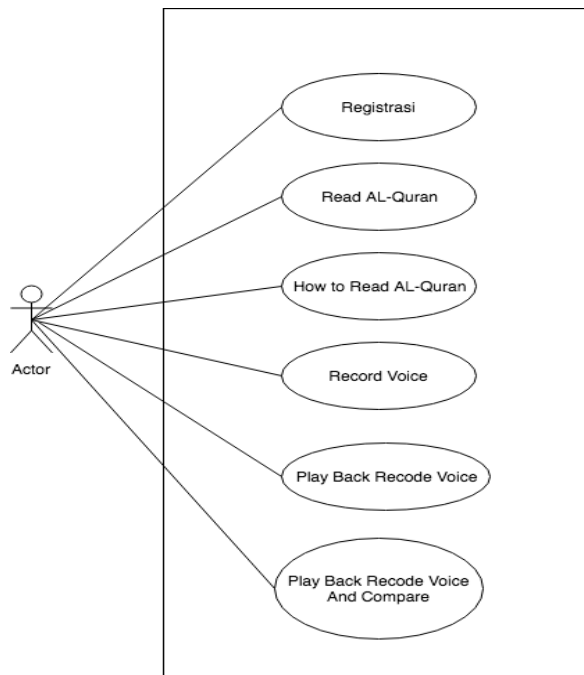 Registrasi
Read AL-Quran
How to Read AL-Quran
Actor
Record Voice
Play Back Recode Voice
Play Back Recode Voice
And Compare